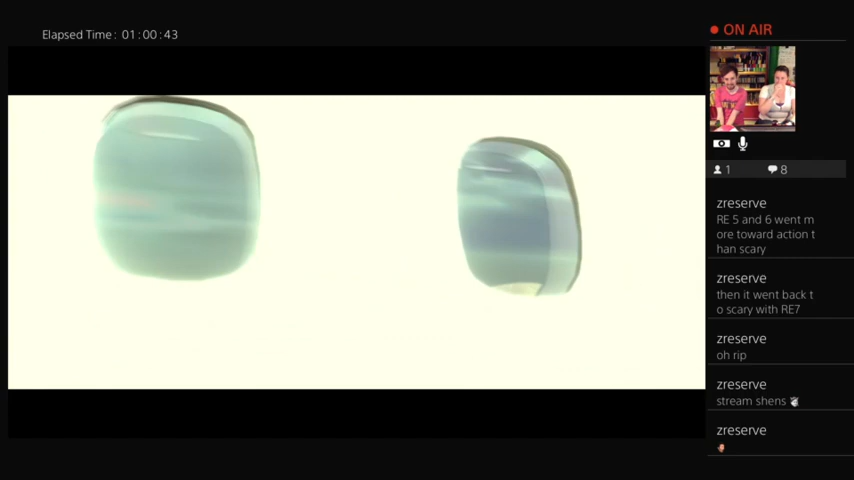 Elapsed Time: 01:00:43
ON AIR
1
8
zreserve
RE 5 and 6 went m
ore toward action t
han scary
zreserve
then it went back t
o scary with RE7
zreserve
oh rip
zreserve
stream shens
zreserve